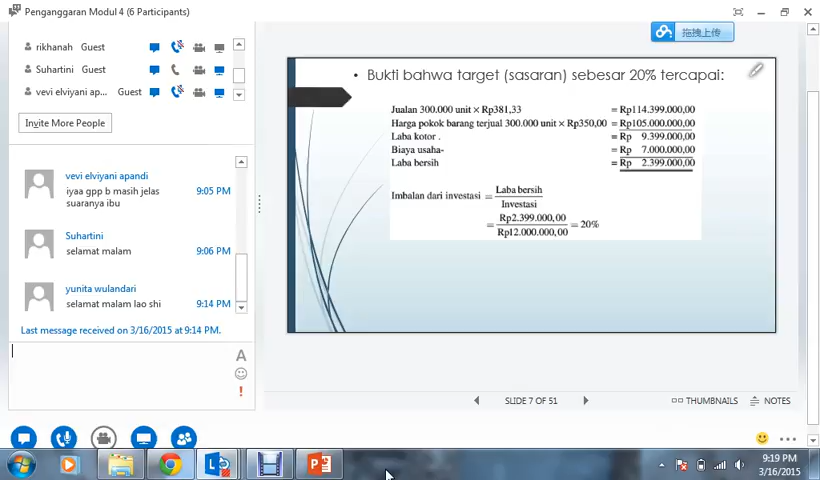 Penganggaran Modul 4 (6 Participants)
rikhanah Guest
Suhartini Guest
vevi elviyani ap... Guest
Invite More People
vevi elviyani apandi
iyaa gpp b masih jelas
suaranya ibu
9:05 PM
Suhartini
selamat malam
9:06 PM
yunita wulandari
selamat malam lao shi
9:14 PM
Last message received on 3/16/2015 at 9:14 PM.
A
拖拽上传
• Bukti bahwa target (sasaran) sebesar 20% tercapai:
Jualan 300.000 unit × Rp381,33 = Rp114.399.000,00
Harga pokok barang terjual 300.000 unit × Rp350,00 = Rp105.000.000,00
Laba kotor . = Rp 9.399.000,00
Biaya usaha- = Rp 7.000.000,00
Laba bersih = Rp 2.399.000,00
Imbalan dari investasi = Laba bersih
Investasi
= Rp2.399.000,00 = 20%
Rp12.000.000,00
SLIDE 7 OF 51
THUMBNAILS
NOTES
9:19 PM
3/16/2015